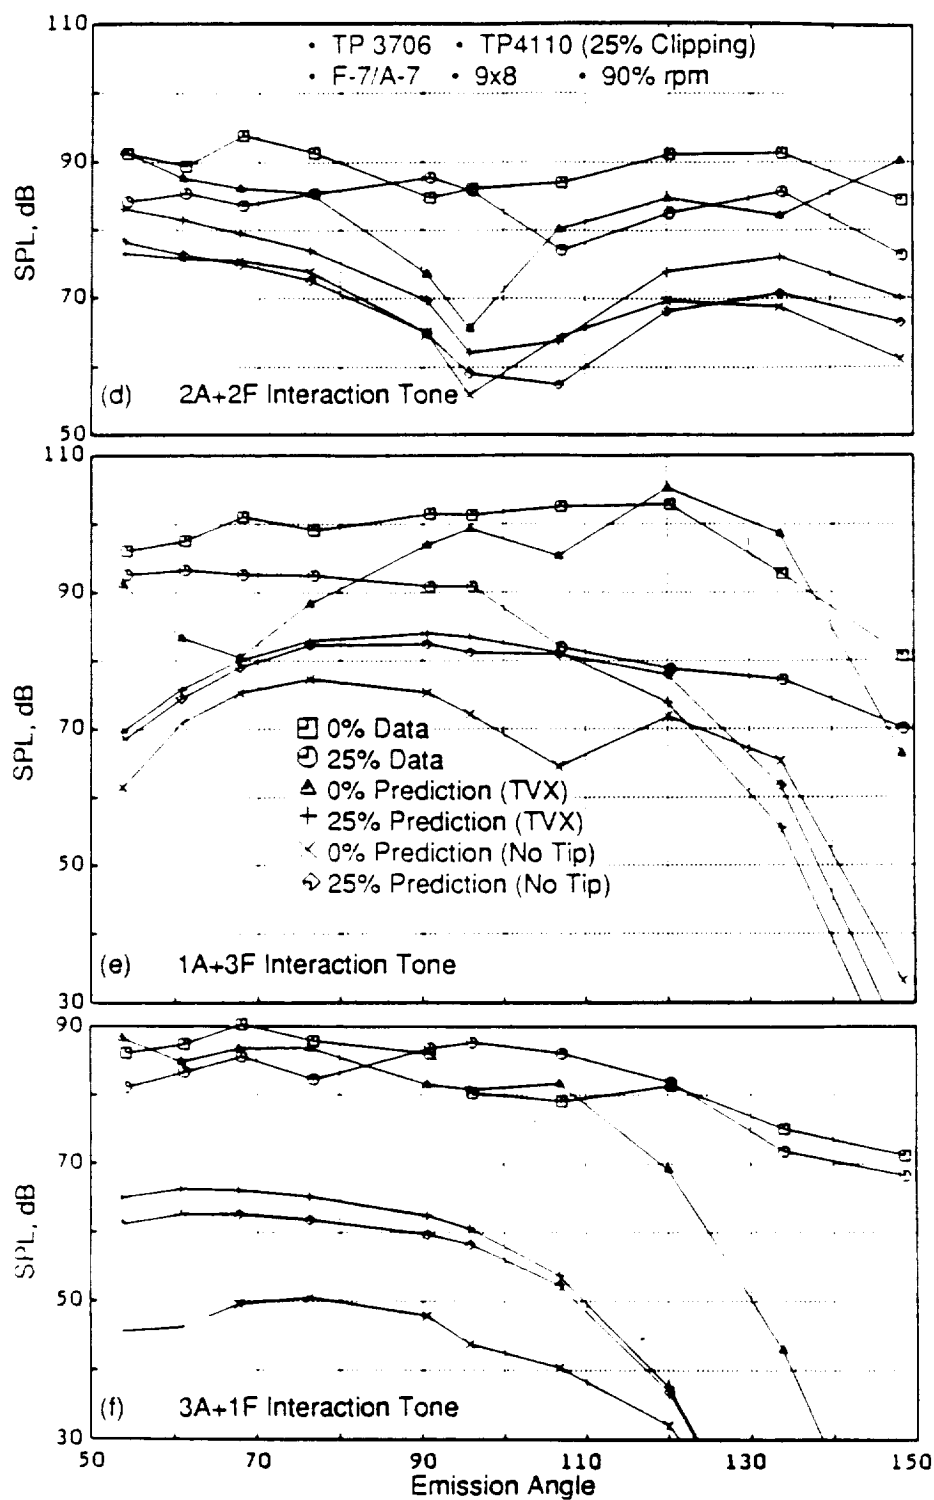 110
• TP 3706 • TP4110 (25% Clipping)
• F-7/A-7 • 9x8 • 90% rpm
90
SPL, dB
70
(d) 2A+2F Interaction Tone
50
110
90
SPL, dB
70
0% Data
25% Data
0% Prediction (TVX)
25% Prediction (TVX)
0% Prediction (No Tip)
25% Prediction (No Tip)
50
(e) 1A+3F Interaction Tone
30
90
70
SPL, dB
50
(f) 3A+1F Interaction Tone
30
50 70 90 110 130 150
Emission Angle